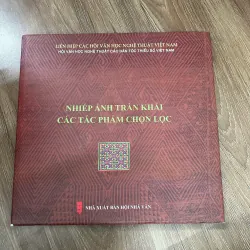 LIÊN HIỆP CÁC HỘI VĂN HỌC NGHỆ THUẬT VIỆT NAM
HỘI VĂN HỌC NGHỆ THUẬT CÁC DÂN TỘC THIỂU SỐ VIỆT NAM
NHIẾP ẢNH TRẦN KHẢI
CÁC TÁC PHẨM CHỌN LỌC
NHÀ XUẤT BẢN HỘI NHÀ VĂN